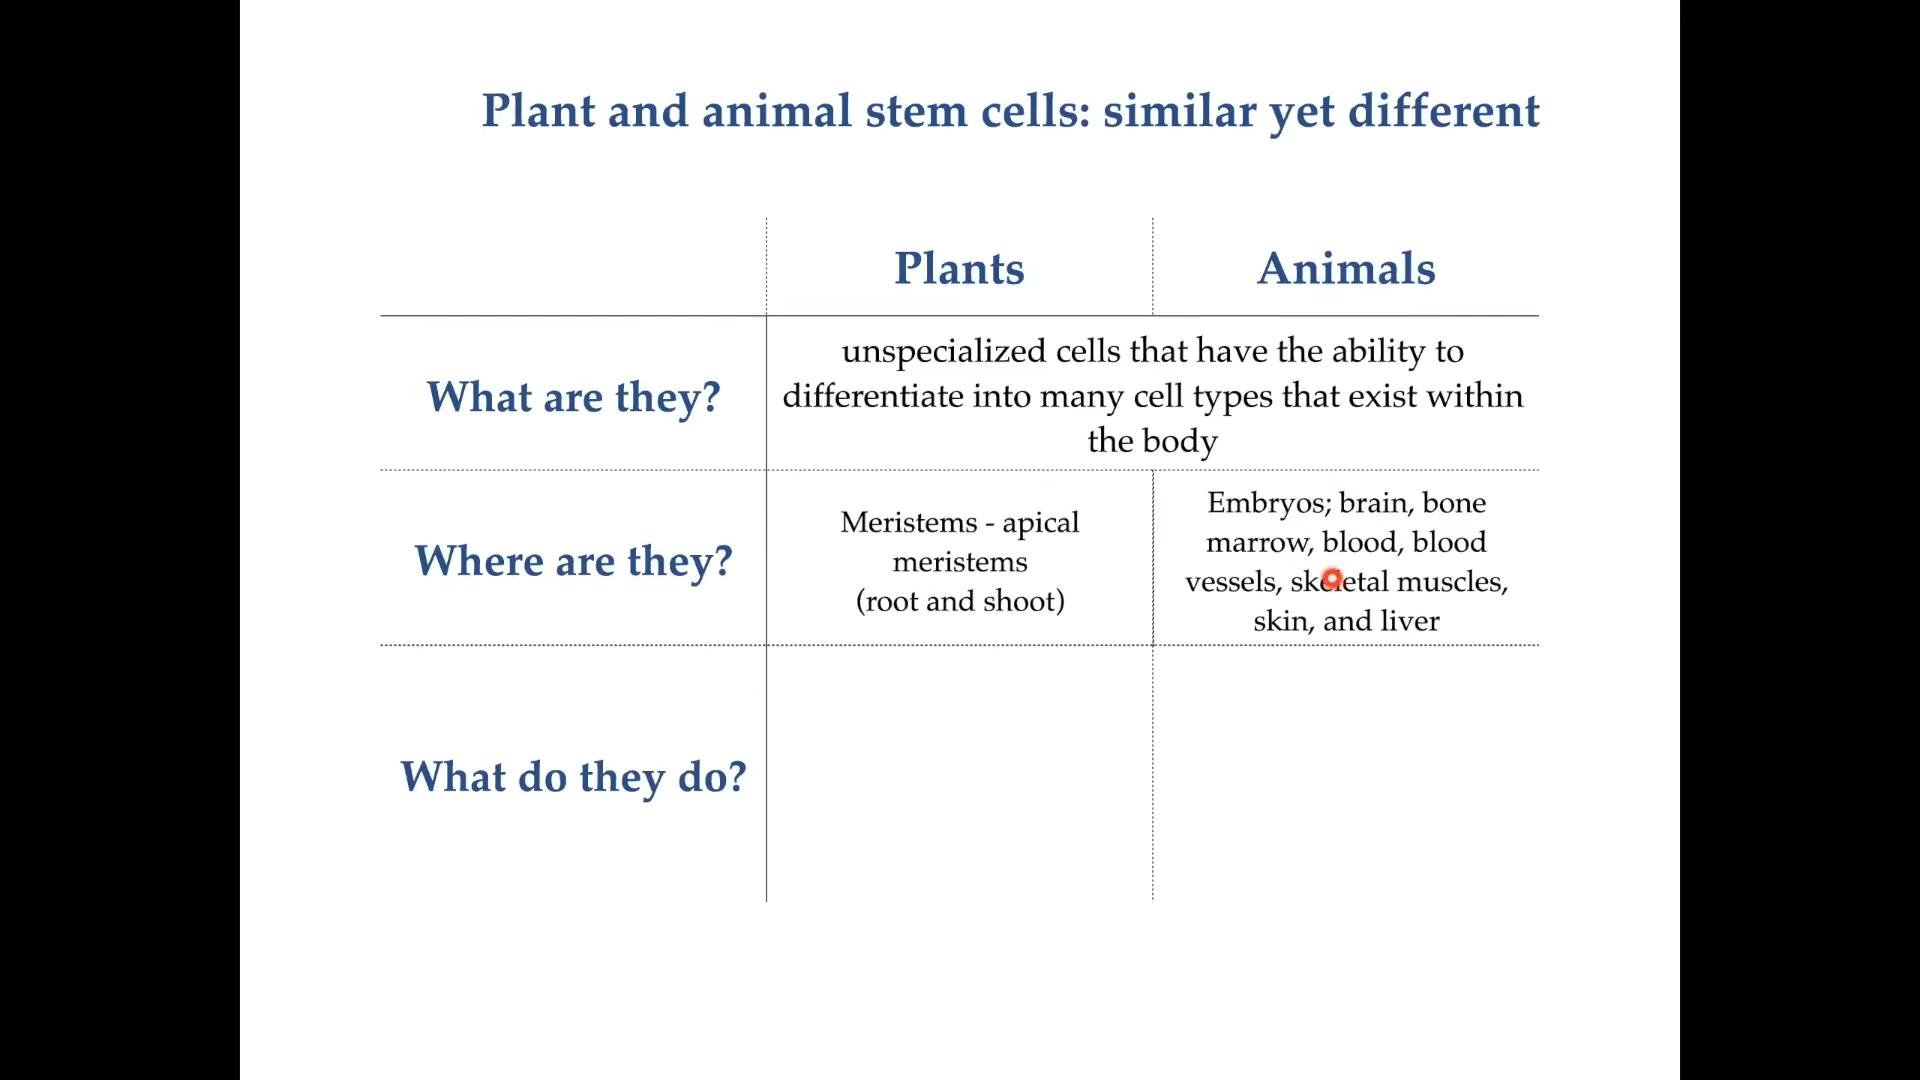 Plant and animal stem cells: similar yet different
Plants
Animals
What are they?
unspecialized cells that have the ability to
differentiate into many cell types that exist within
the body
Where are they?
Meristems - apical
meristems
(root and shoot)
Embryos; brain, bone
marrow, blood, blood
vessels, skeletal muscles,
skin, and liver
What do they do?